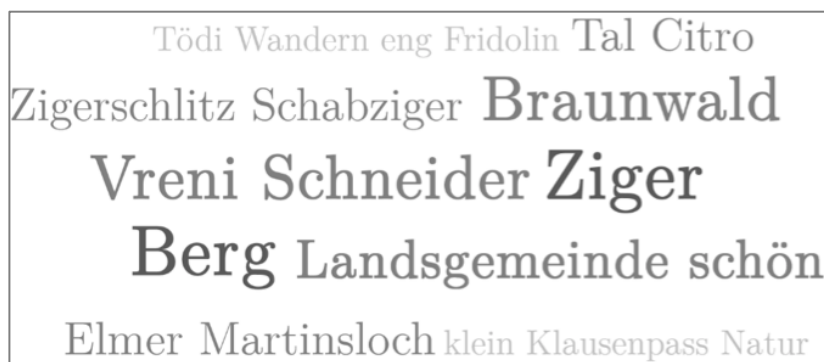 Tödi Wandern eng Fridolin Tal Citro
Zigerschlitz Schabziger Braunwald
Vreni Schneider Ziger
Berg Landsgemeinde schön
Elmer Martinsloch klein Klausenpass Natur